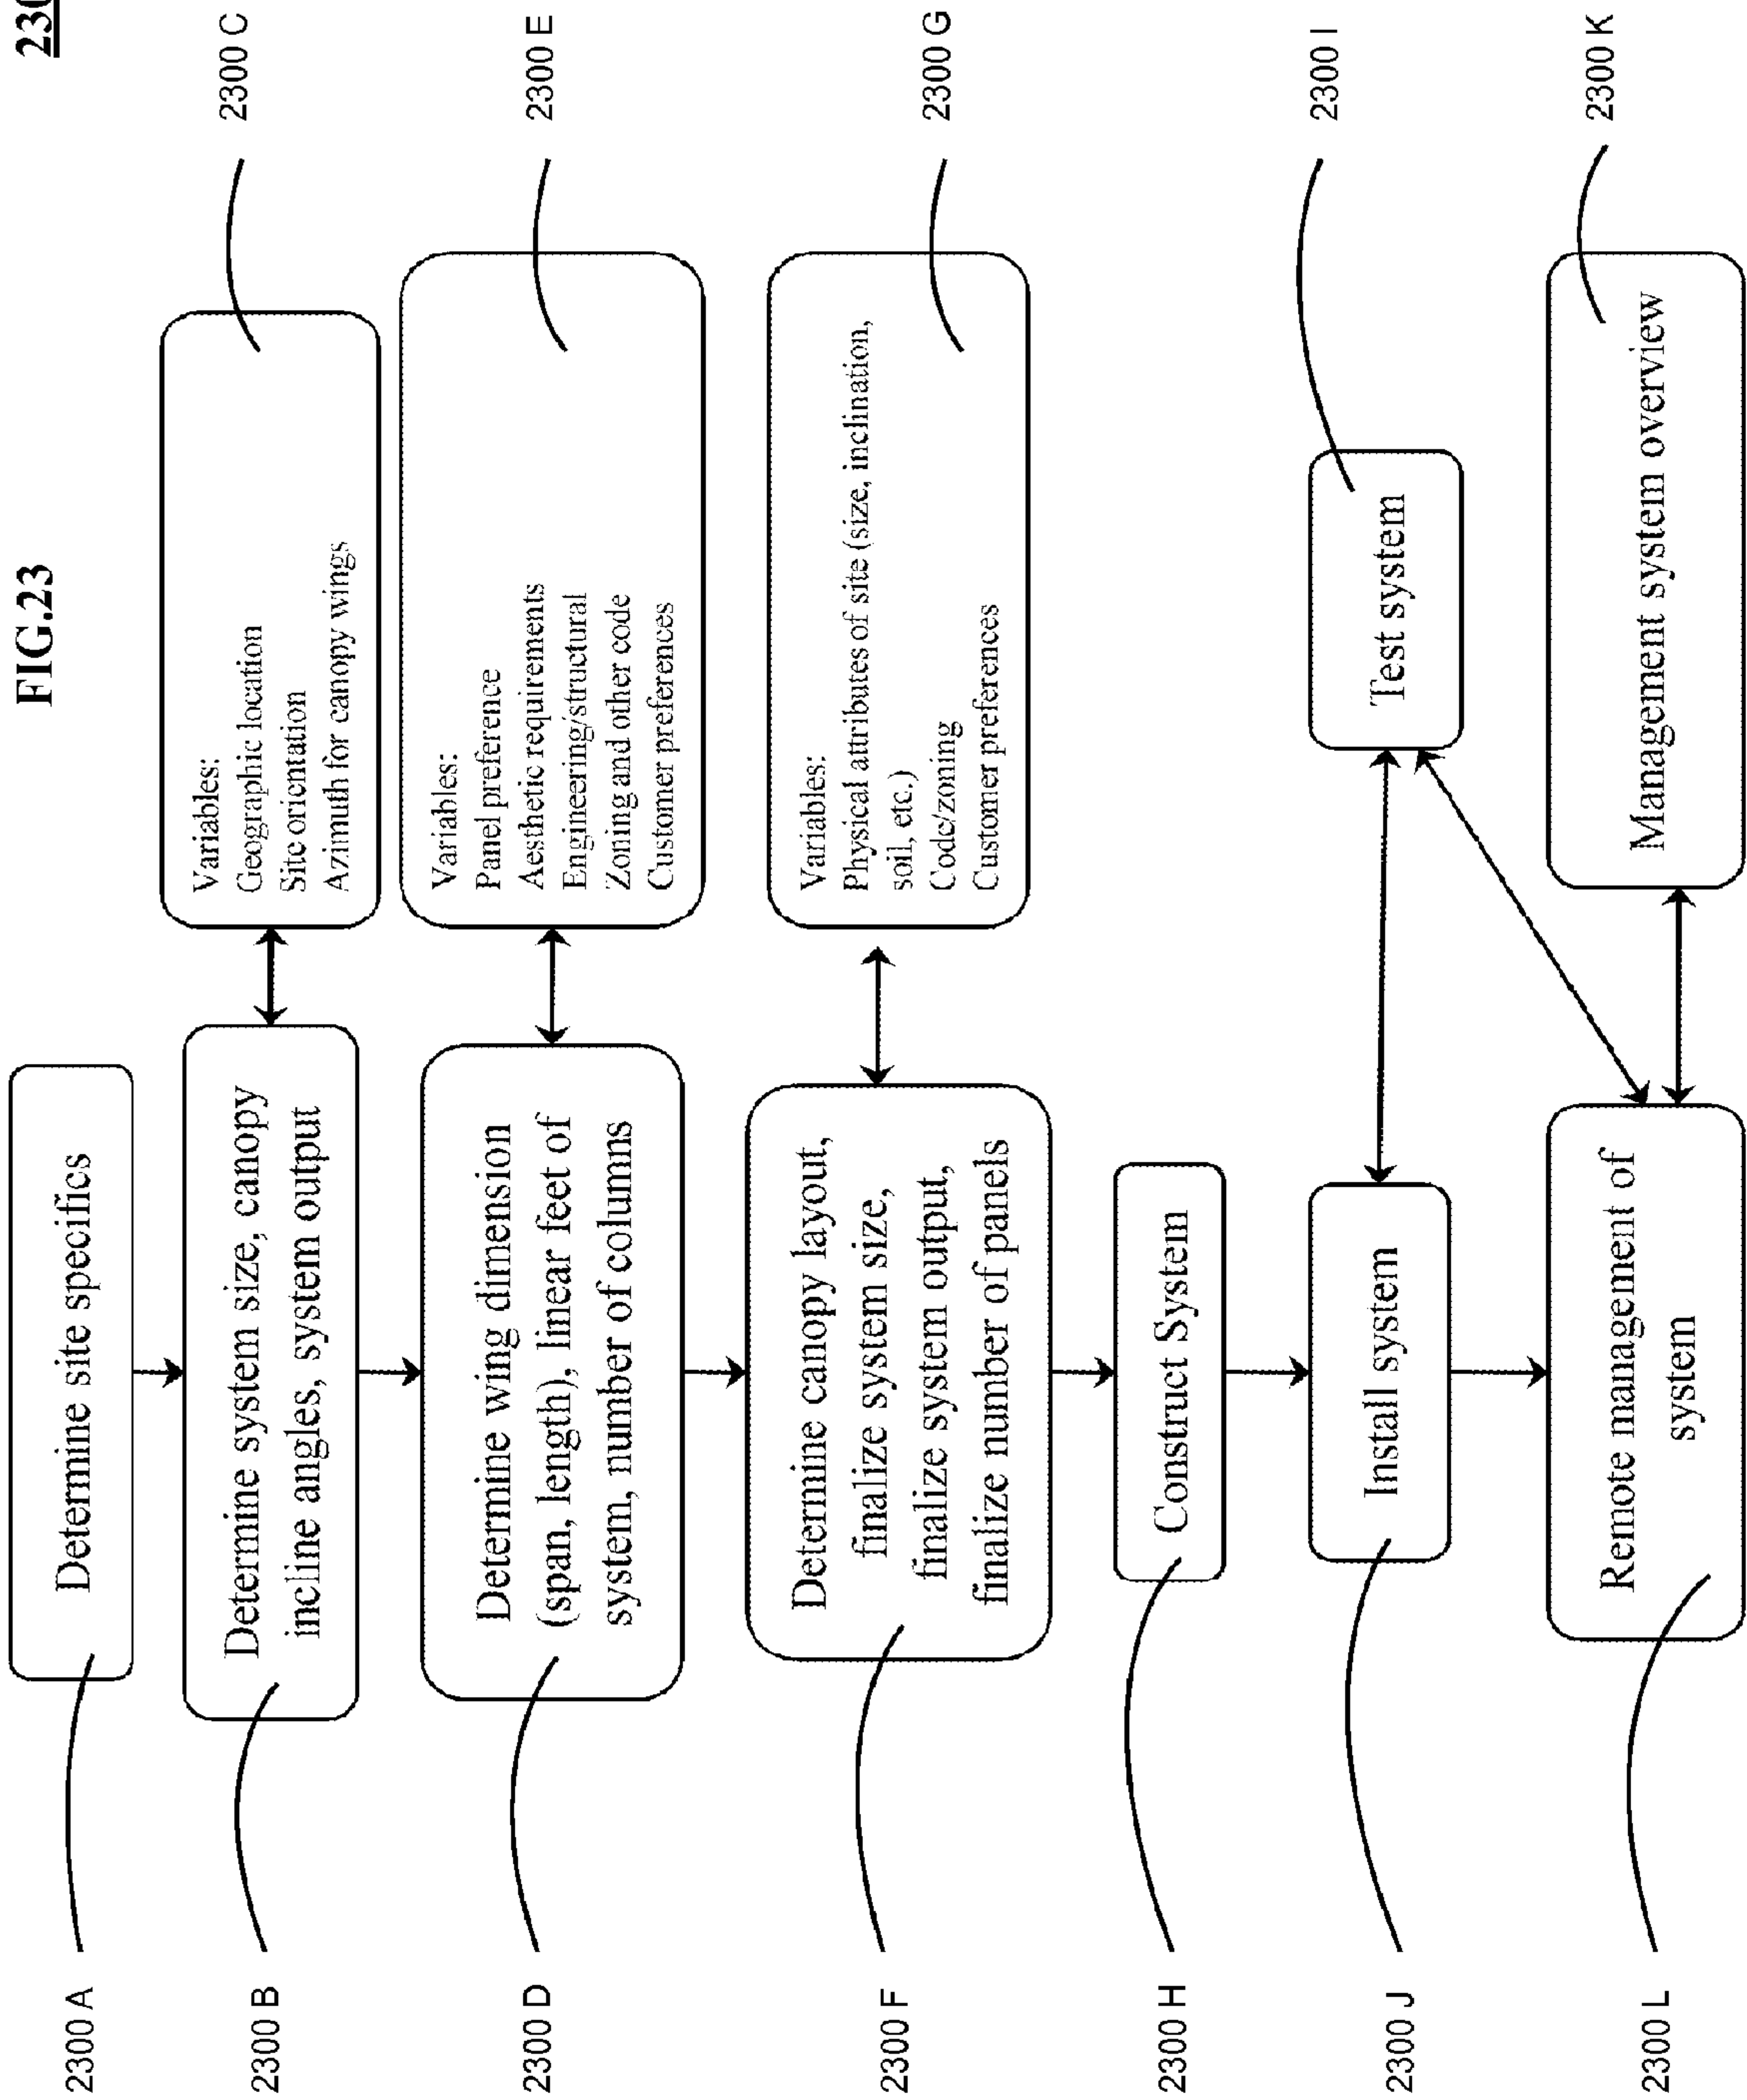 FIG.23
230
2300 A
Determine site specifics
2300 B
Determine system size, canopy
incline angles, system output
Variables:
Geographic location
Site orientation
Azimuth for canopy wings
2300 C
2300 D
Determine wing dimension
(span, length), linear feet of
system, number of columns
Variables:
Panel preference
Aesthetic requirements
Engineering/structural
Zoning and other code
Customer preferences
2300 E
2300 F
Determine canopy layout,
finalize system size,
finalize system output,
finalize number of panels
Variables:
Physical attributes of site (size, inclination,
soil, etc.)
Code/zoning
Customer preferences
2300 G
2300 H
Construct System
2300 J
Install system
Test system
2300 I
2300 L
Remote management of
system
Management system overview
2300 K